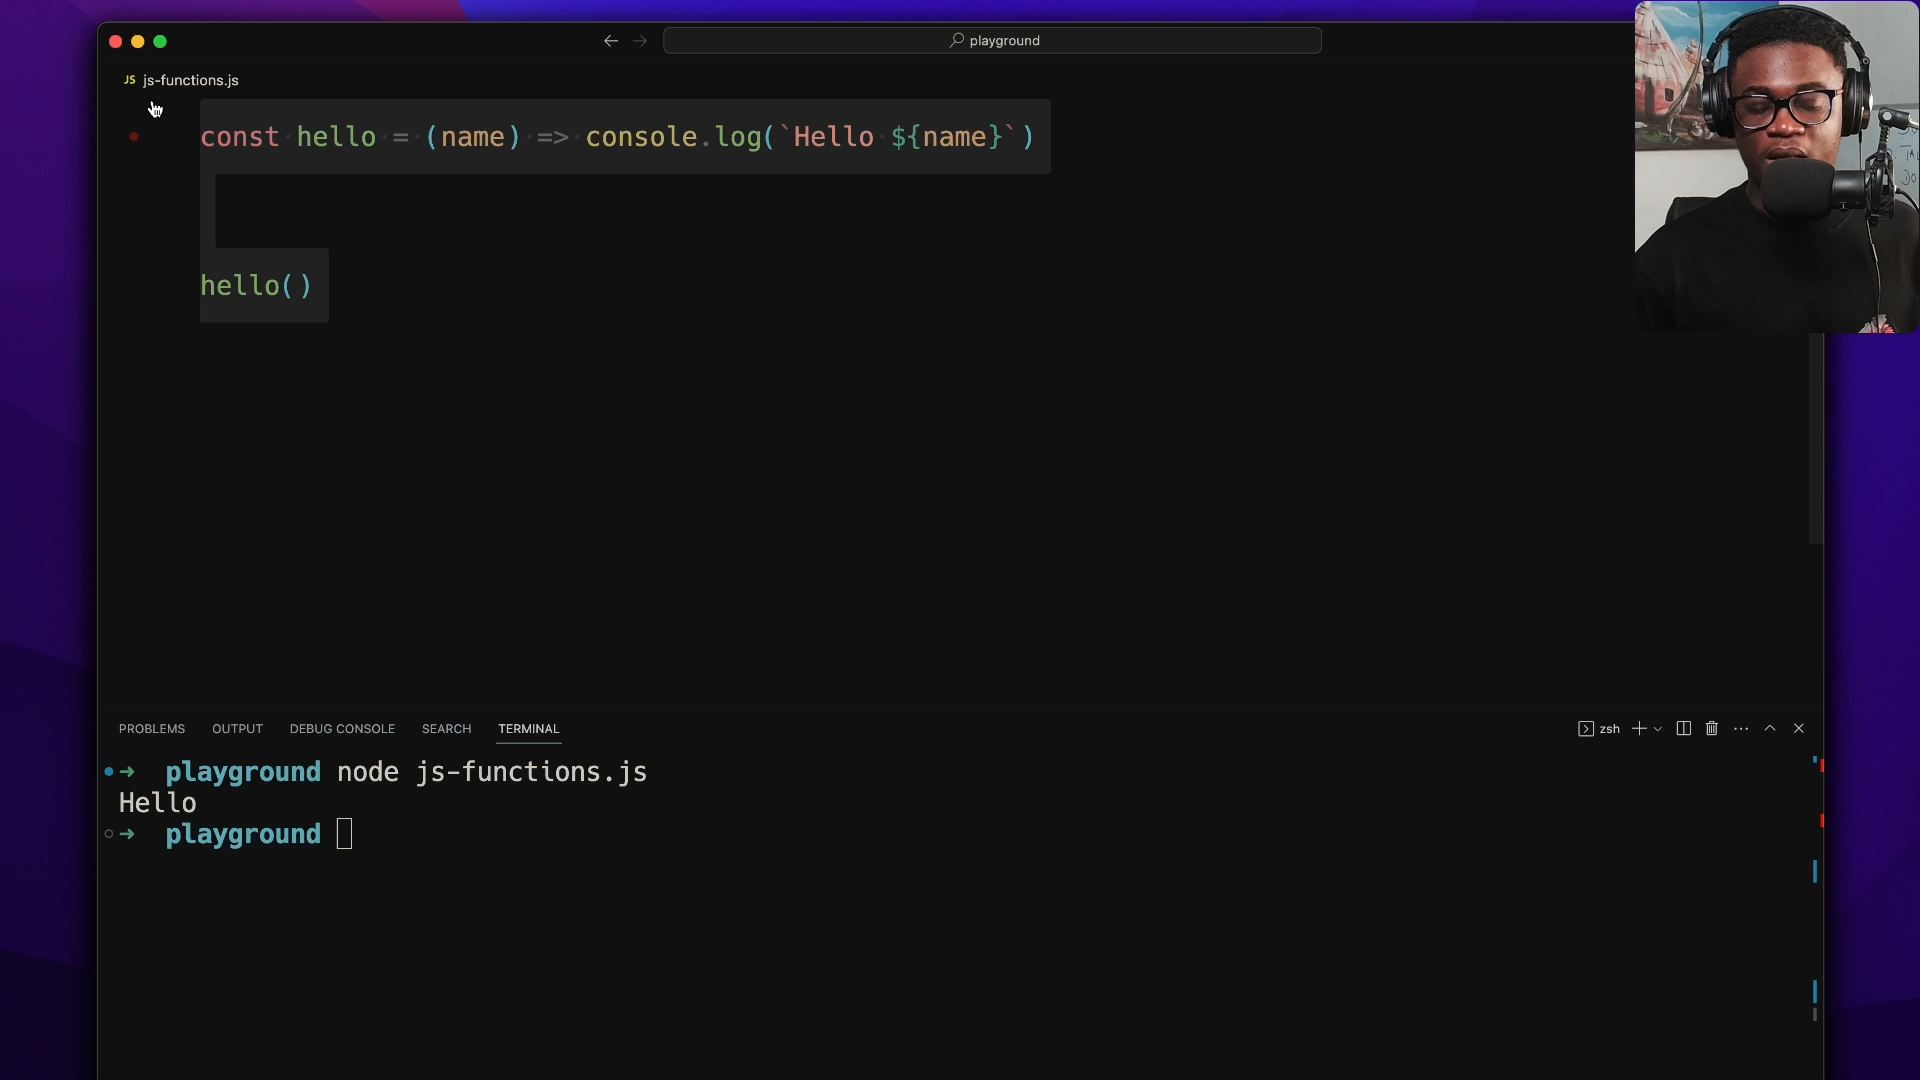 playground
JS js-functions.js
const hello = (name) => console.log(`Hello ${name}`)
hello()
PROBLEMS OUTPUT DEBUG CONSOLE SEARCH TERMINAL zsh
➜ playground node js-functions.js
Hello
➜ playground